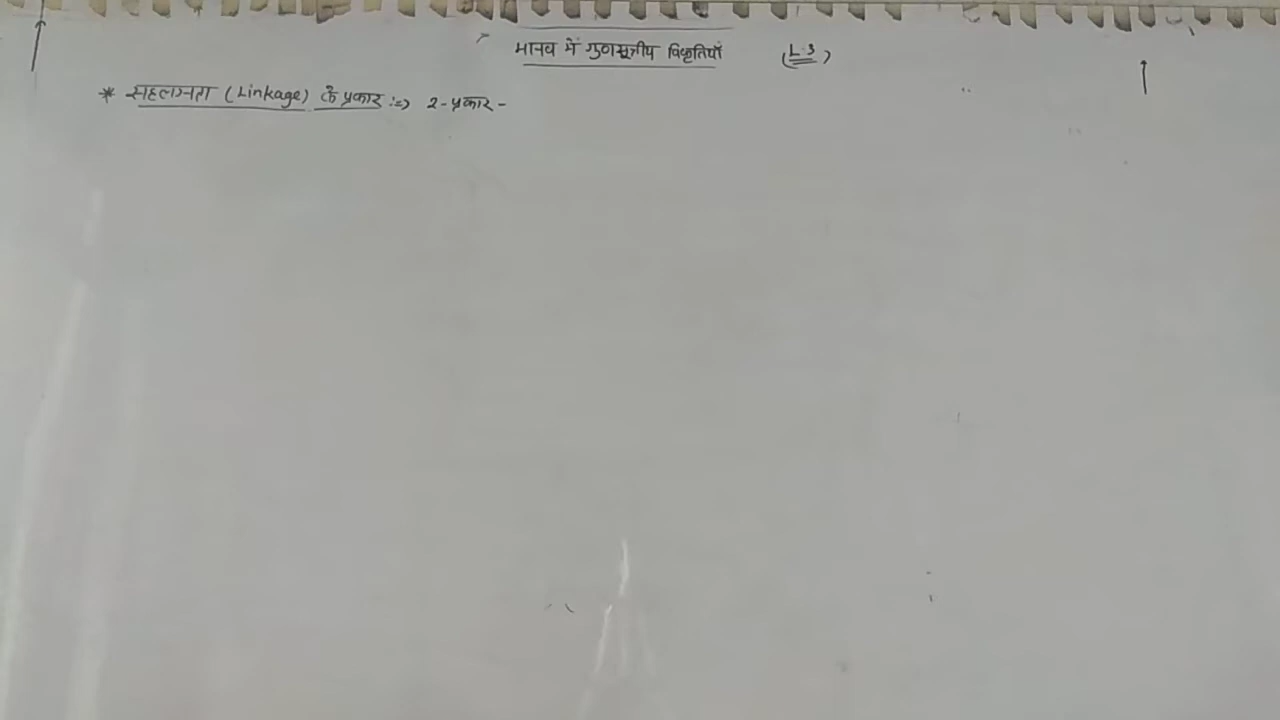 मानव में गुणसूत्रीय विकृतियाँ (L-3)
* सहलग्नता (Linkage) के प्रकार :=> 2-प्रकार -